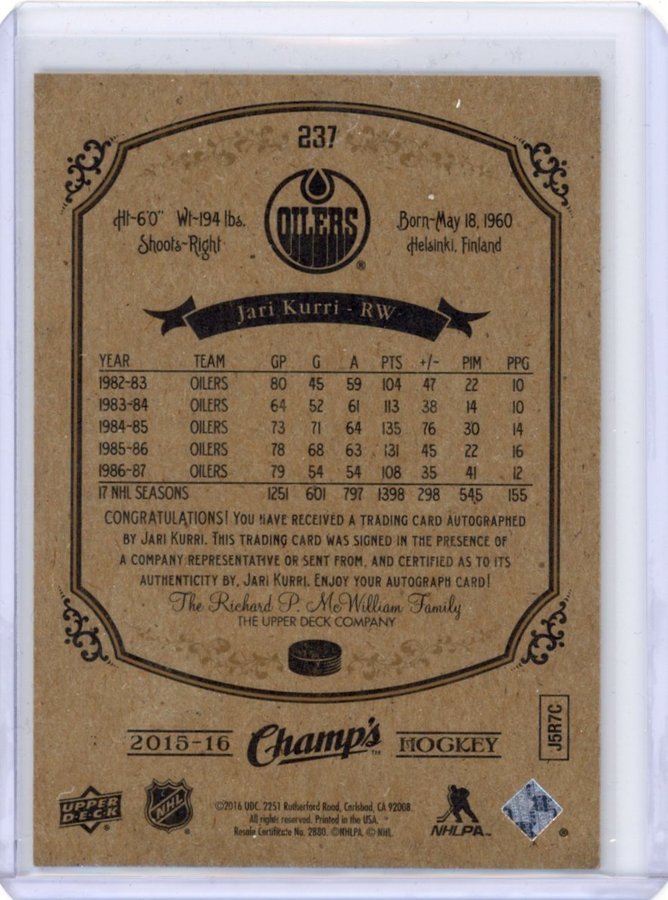 237
Ht-6'0" Wt-194 lbs.
Shoots-Right
OILERS
®
Born-May 18, 1960
Helsinki, Finland
Jari Kurri - RW
YEAR TEAM GP G A PTS +/- PIM PPG
1982-83 OILERS 80 45 59 104 47 22 10
1983-84 OILERS 64 52 61 113 38 14 10
1984-85 OILERS 73 71 64 135 76 30 14
1985-86 OILERS 78 68 63 131 45 22 16
1986-87 OILERS 79 54 54 108 35 41 12
17 NHL SEASONS 1251 601 797 1398 298 545 155
CONGRATULATIONS! YOU HAVE RECEIVED A TRADING CARD AUTOGRAPHED
BY JARI KURRI. THIS TRADING CARD WAS SIGNED IN THE PRESENCE OF
A COMPANY REPRESENTATIVE OR SENT FROM, AND CERTIFIED AS TO ITS
AUTHENTICITY BY, JARI KURRI. ENJOY YOUR AUTOGRAPH CARD!
The Richard P. McWilliam Family
THE UPPER DECK COMPANY
2015-16 Champ's™ HOCKEY
J5R7C
UPPER DECK
NHL
©2016 UDC. 2251 Rutherford Road, Carlsbad, CA 92008.
All rights reserved. Printed in the USA.
Resale Certificate No. 2880. ©NHLPA. © NHL
NHLPA™
®